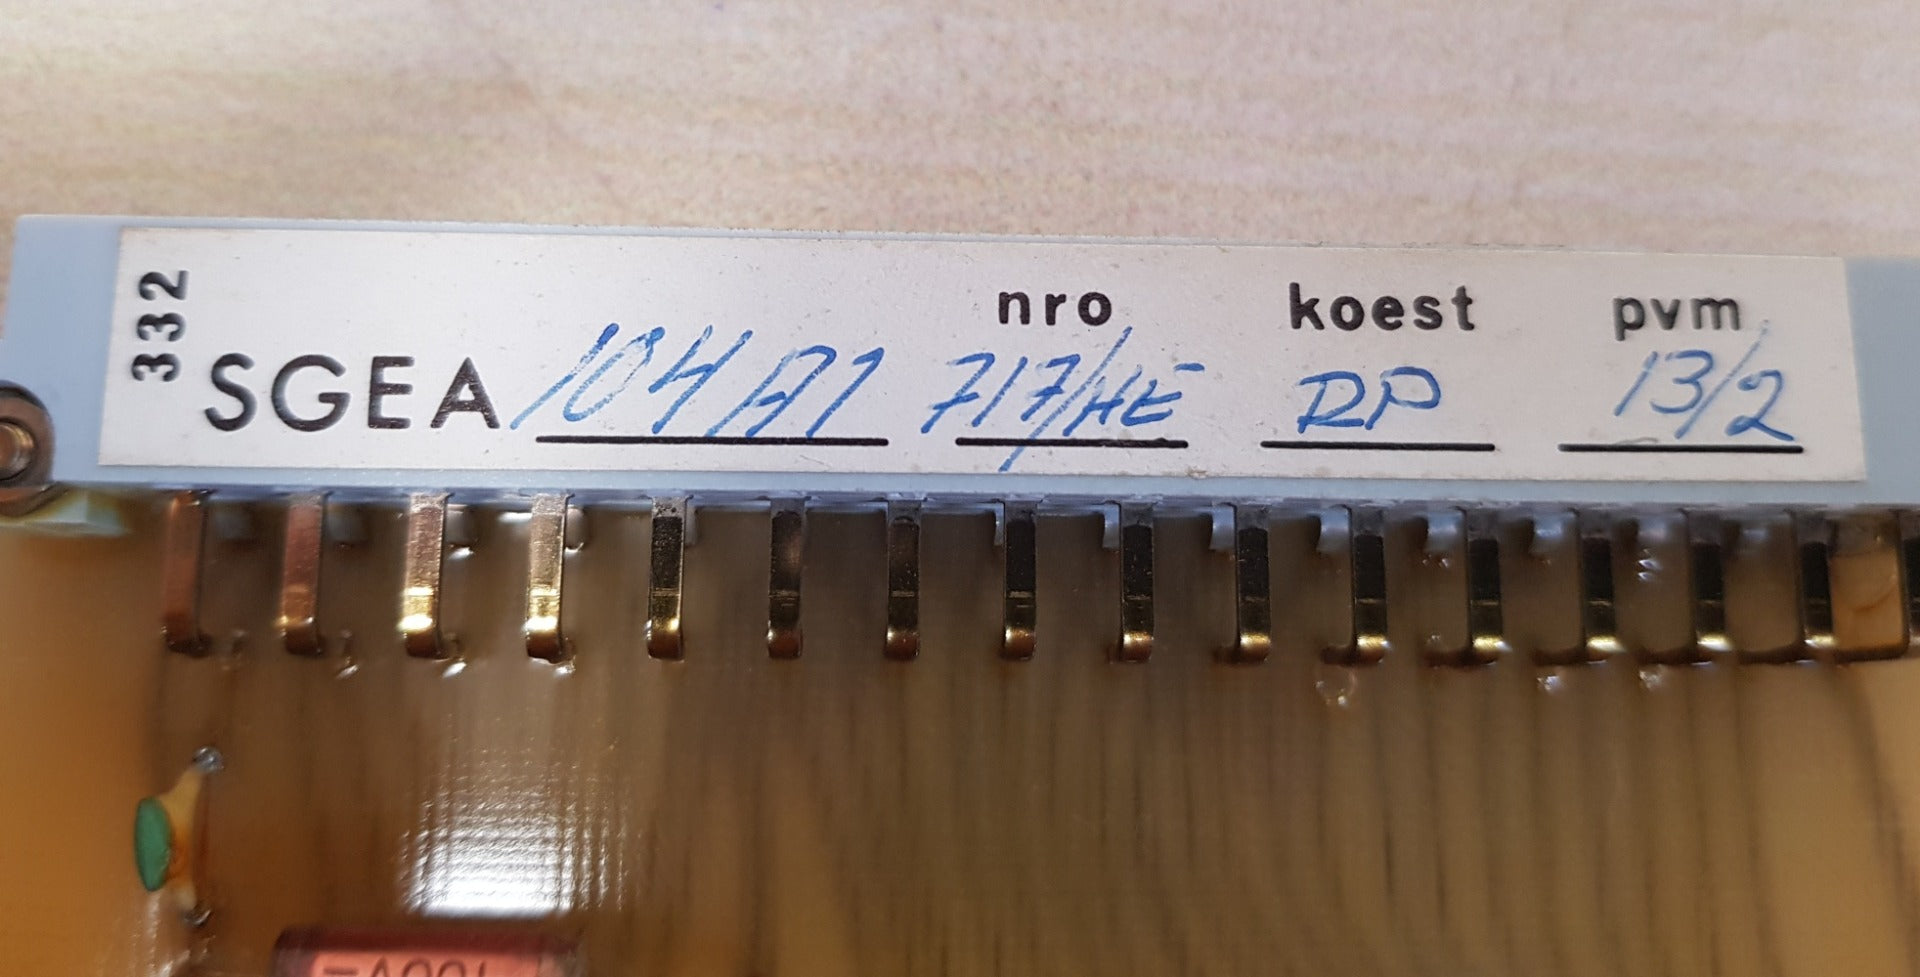 332
nro koest pvm
SGEA 104A1 717/HE RP 13/2